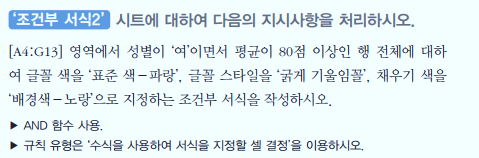 ‘조건부 서식2’ 시트에 대하여 다음의 지시사항을 처리하시오.
[A4:G13] 영역에서 성별이 ‘여’이면서 평균이 80점 이상인 행 전체에 대하
여 글꼴 색을 ‘표준 색-파랑’, 글꼴 스타일을 ‘굵게 기울임꼴’, 채우기 색을
‘배경색-노랑’으로 지정하는 조건부 서식을 작성하시오.
▶ AND 함수 사용.
▶ 규칙 유형은 ‘수식을 사용하여 서식을 지정할 셀 결정’을 이용하시오.